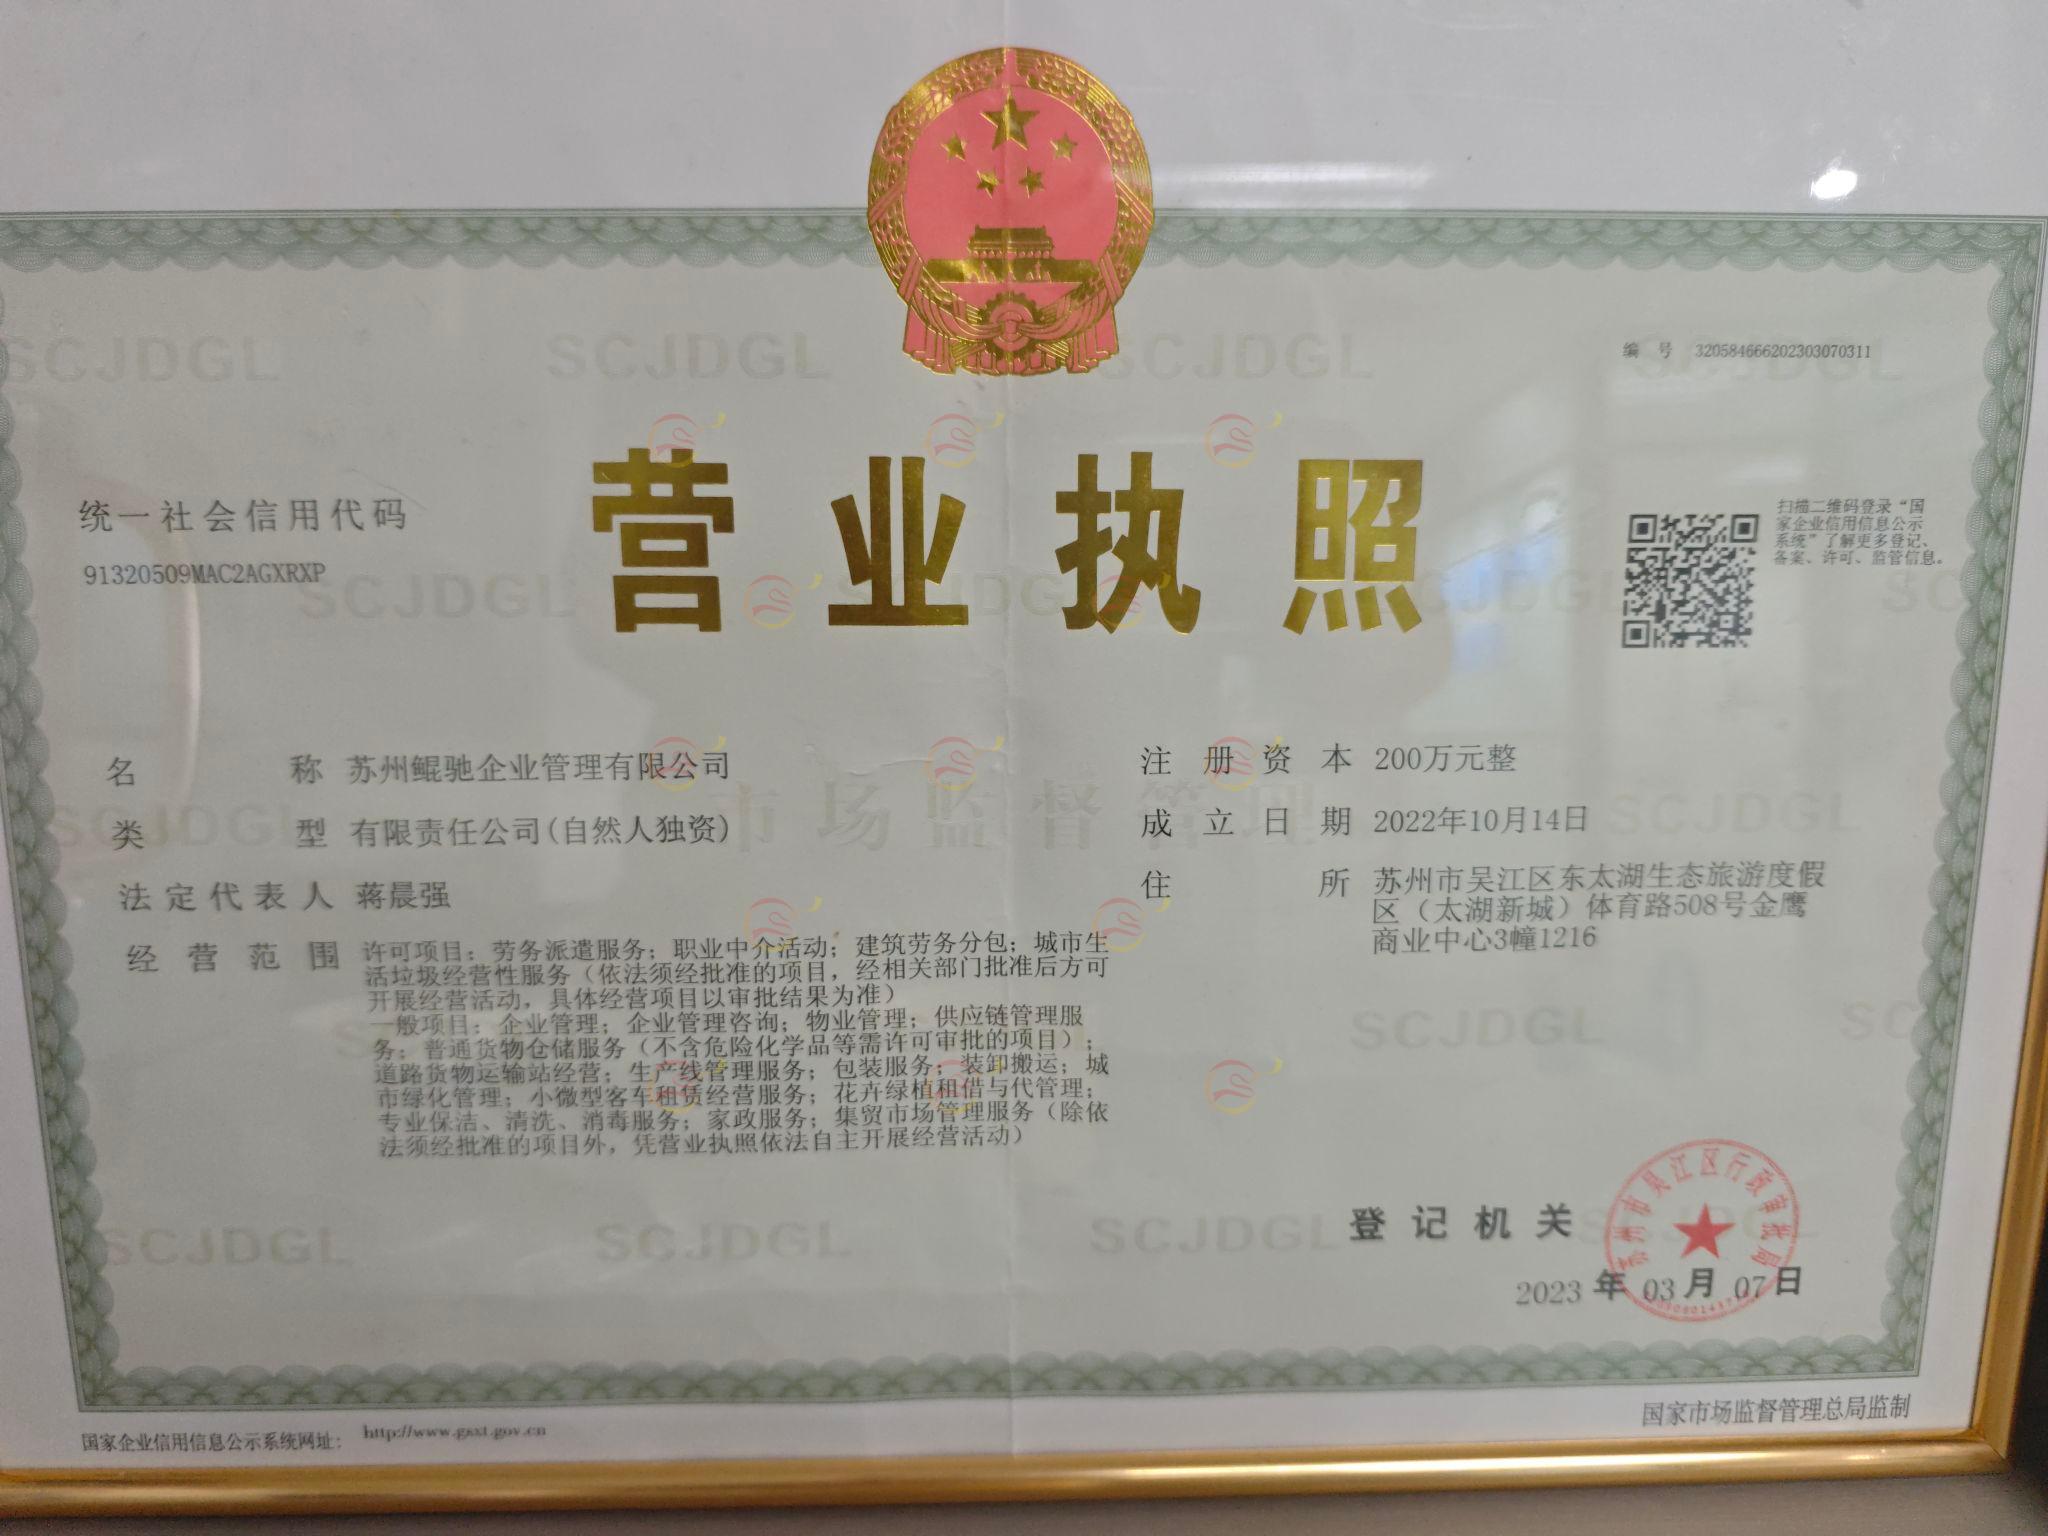 编号 320584666202303070311
营业执照
统一社会信用代码
91320509MAC2AGXRXP
扫描二维码登录“国
家企业信用信息公示
系统”了解更多登记、
备案、许可、监管信息。
名称 苏州鲲驰企业管理有限公司
类型 有限责任公司(自然人独资)
法定代表人 蒋晨强
经营范围 许可项目：劳务派遣服务；职业中介活动；建筑劳务分包；城市生
活垃圾经营性服务（依法须经批准的项目，经相关部门批准后方可
开展经营活动，具体经营项目以审批结果为准）
一般项目：企业管理；企业管理咨询；物业管理；供应链管理服
务；普通货物仓储服务（不含危险化学品等需许可审批的项目）；
道路货物运输站经营；生产线管理服务；包装服务；装卸搬运；城
市绿化管理；小微型客车租赁经营服务；花卉绿植租借与代管理；
专业保洁、清洗、消毒服务；家政服务；集贸市场管理服务（除依
法须经批准的项目外，凭营业执照依法自主开展经营活动）
注册资本 200万元整
成立日期 2022年10月14日
住所 苏州市吴江区东太湖生态旅游度假
区（太湖新城）体育路508号金鹰
商业中心3幢1216
市场监督管理
SCJDGL
登记机关
苏州市吴江区行政审批局
2023年03月07日
国家企业信用信息公示系统网址： http://www.gsxt.gov.cn
国家市场监督管理总局监制